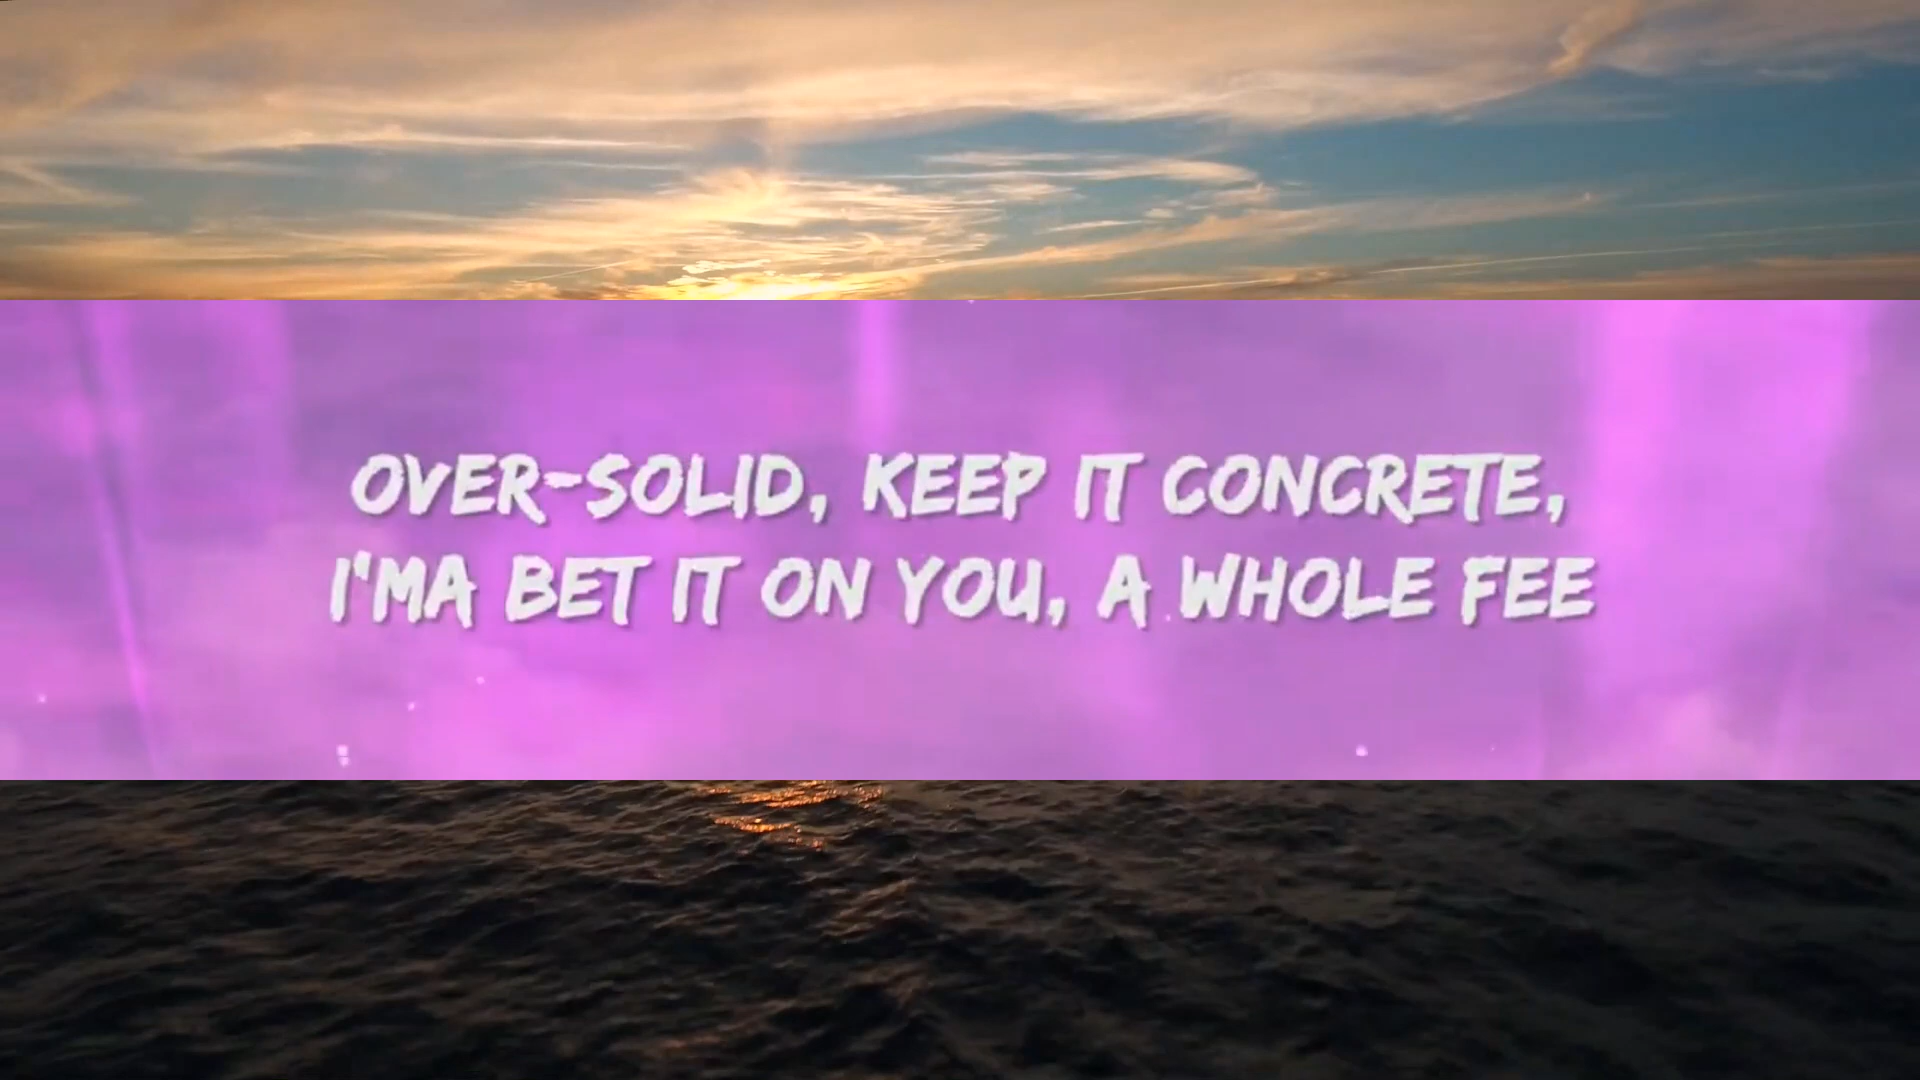 OVER-SOLID, KEEP IT CONCRETE,
I'MA BET IT ON YOU, A WHOLE FEE